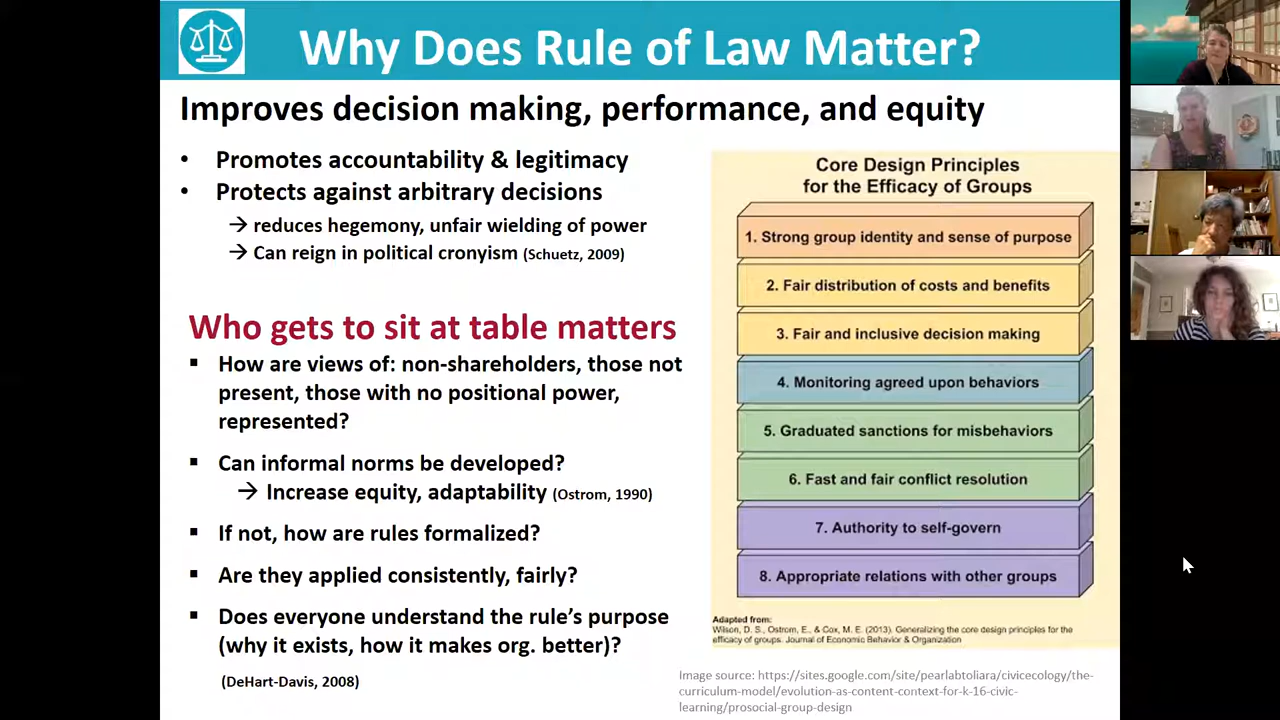 Why Does Rule of Law Matter?
Improves decision making, performance, and equity
• Promotes accountability & legitimacy
• Protects against arbitrary decisions
→ reduces hegemony, unfair wielding of power
→ Can reign in political cronyism (Schuetz, 2009)
Who gets to sit at table matters
▪ How are views of: non-shareholders, those not
present, those with no positional power,
represented?
▪ Can informal norms be developed?
→ Increase equity, adaptability (Ostrom, 1990)
▪ If not, how are rules formalized?
▪ Are they applied consistently, fairly?
▪ Does everyone understand the rule's purpose
(why it exists, how it makes org. better)?
(DeHart-Davis, 2008)
Core Design Principles
for the Efficacy of Groups
1. Strong group identity and sense of purpose
2. Fair distribution of costs and benefits
3. Fair and inclusive decision making
4. Monitoring agreed upon behaviors
5. Graduated sanctions for misbehaviors
6. Fast and fair conflict resolution
7. Authority to self-govern
8. Appropriate relations with other groups
Adapted from:
Wilson, D. S., Ostrom, E., & Cox, M. E. (2013). Generalizing the core design principles for the
efficacy of groups. Journal of Economic Behavior & Organization
Image source: https://sites.google.com/site/pearlabtoliara/civicecology/the-
curriculum-model/evolution-as-content-context-for-k-16-civic-
learning/prosocial-group-design